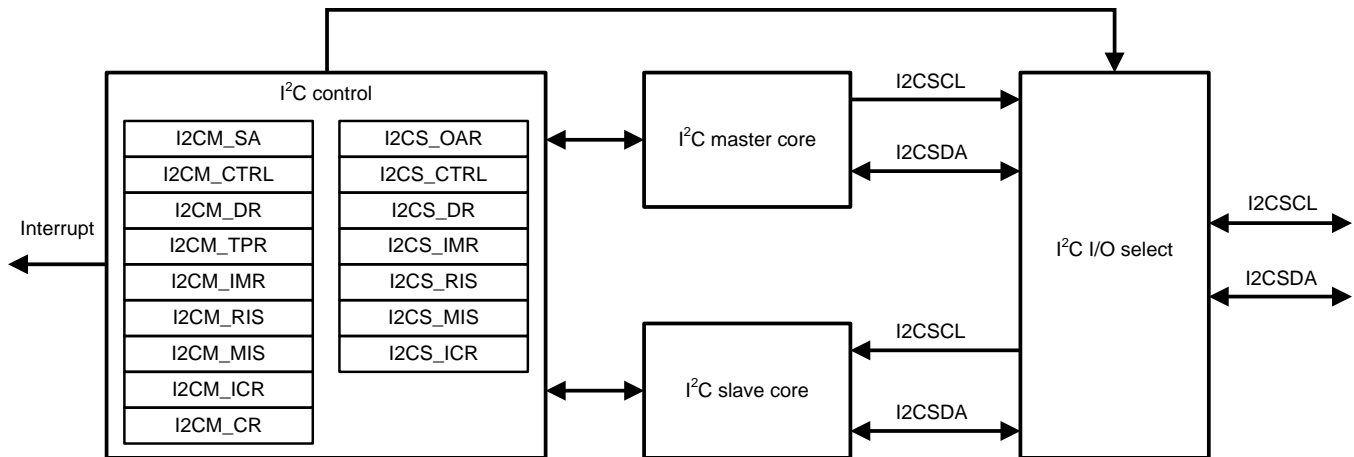 I²C control
I2CM_SA
I2CM_CTRL
I2CM_DR
I2CM_TPR
I2CM_IMR
I2CM_RIS
I2CM_MIS
I2CM_ICR
I2CM_CR
I2CS_OAR
I2CS_CTRL
I2CS_DR
I2CS_IMR
I2CS_RIS
I2CS_MIS
I2CS_ICR
Interrupt
I²C master core
I2CSCL
I2CSDA
I²C slave core
I2CSCL
I2CSDA
I²C I/O select
I2CSCL
I2CSDA